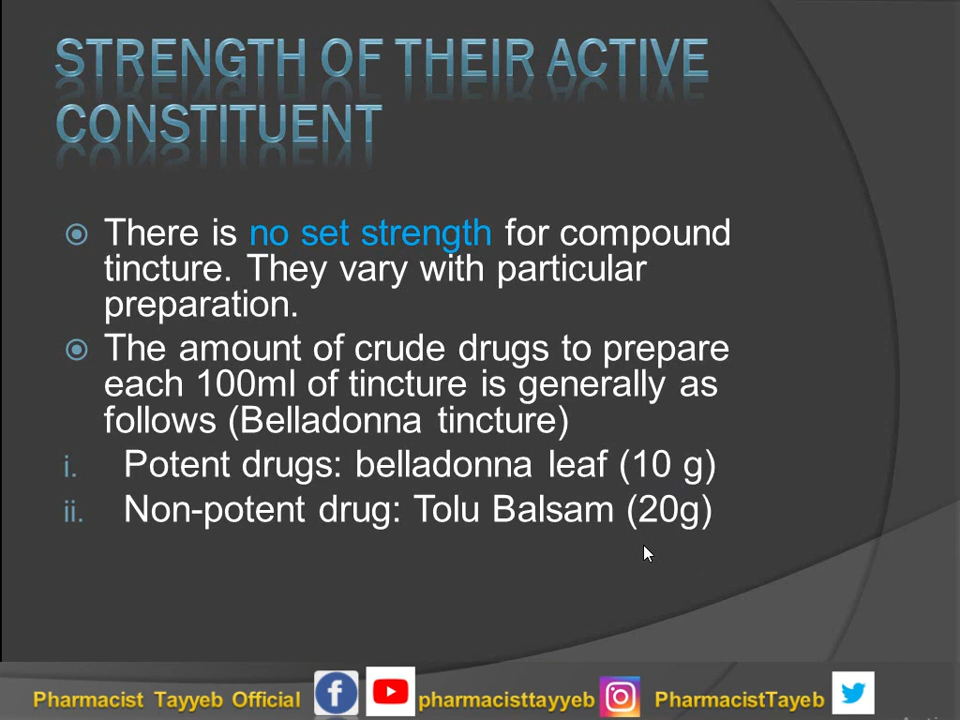 STRENGTH OF THEIR ACTIVE
CONSTITUENT
There is no set strength for compound
tincture. They vary with particular
preparation.
The amount of crude drugs to prepare
each 100ml of tincture is generally as
follows (Belladonna tincture)
i. Potent drugs: belladonna leaf (10 g)
ii. Non-potent drug: Tolu Balsam (20g)
Pharmacist Tayyeb Official pharmacisttayyeb PharmacistTayeb